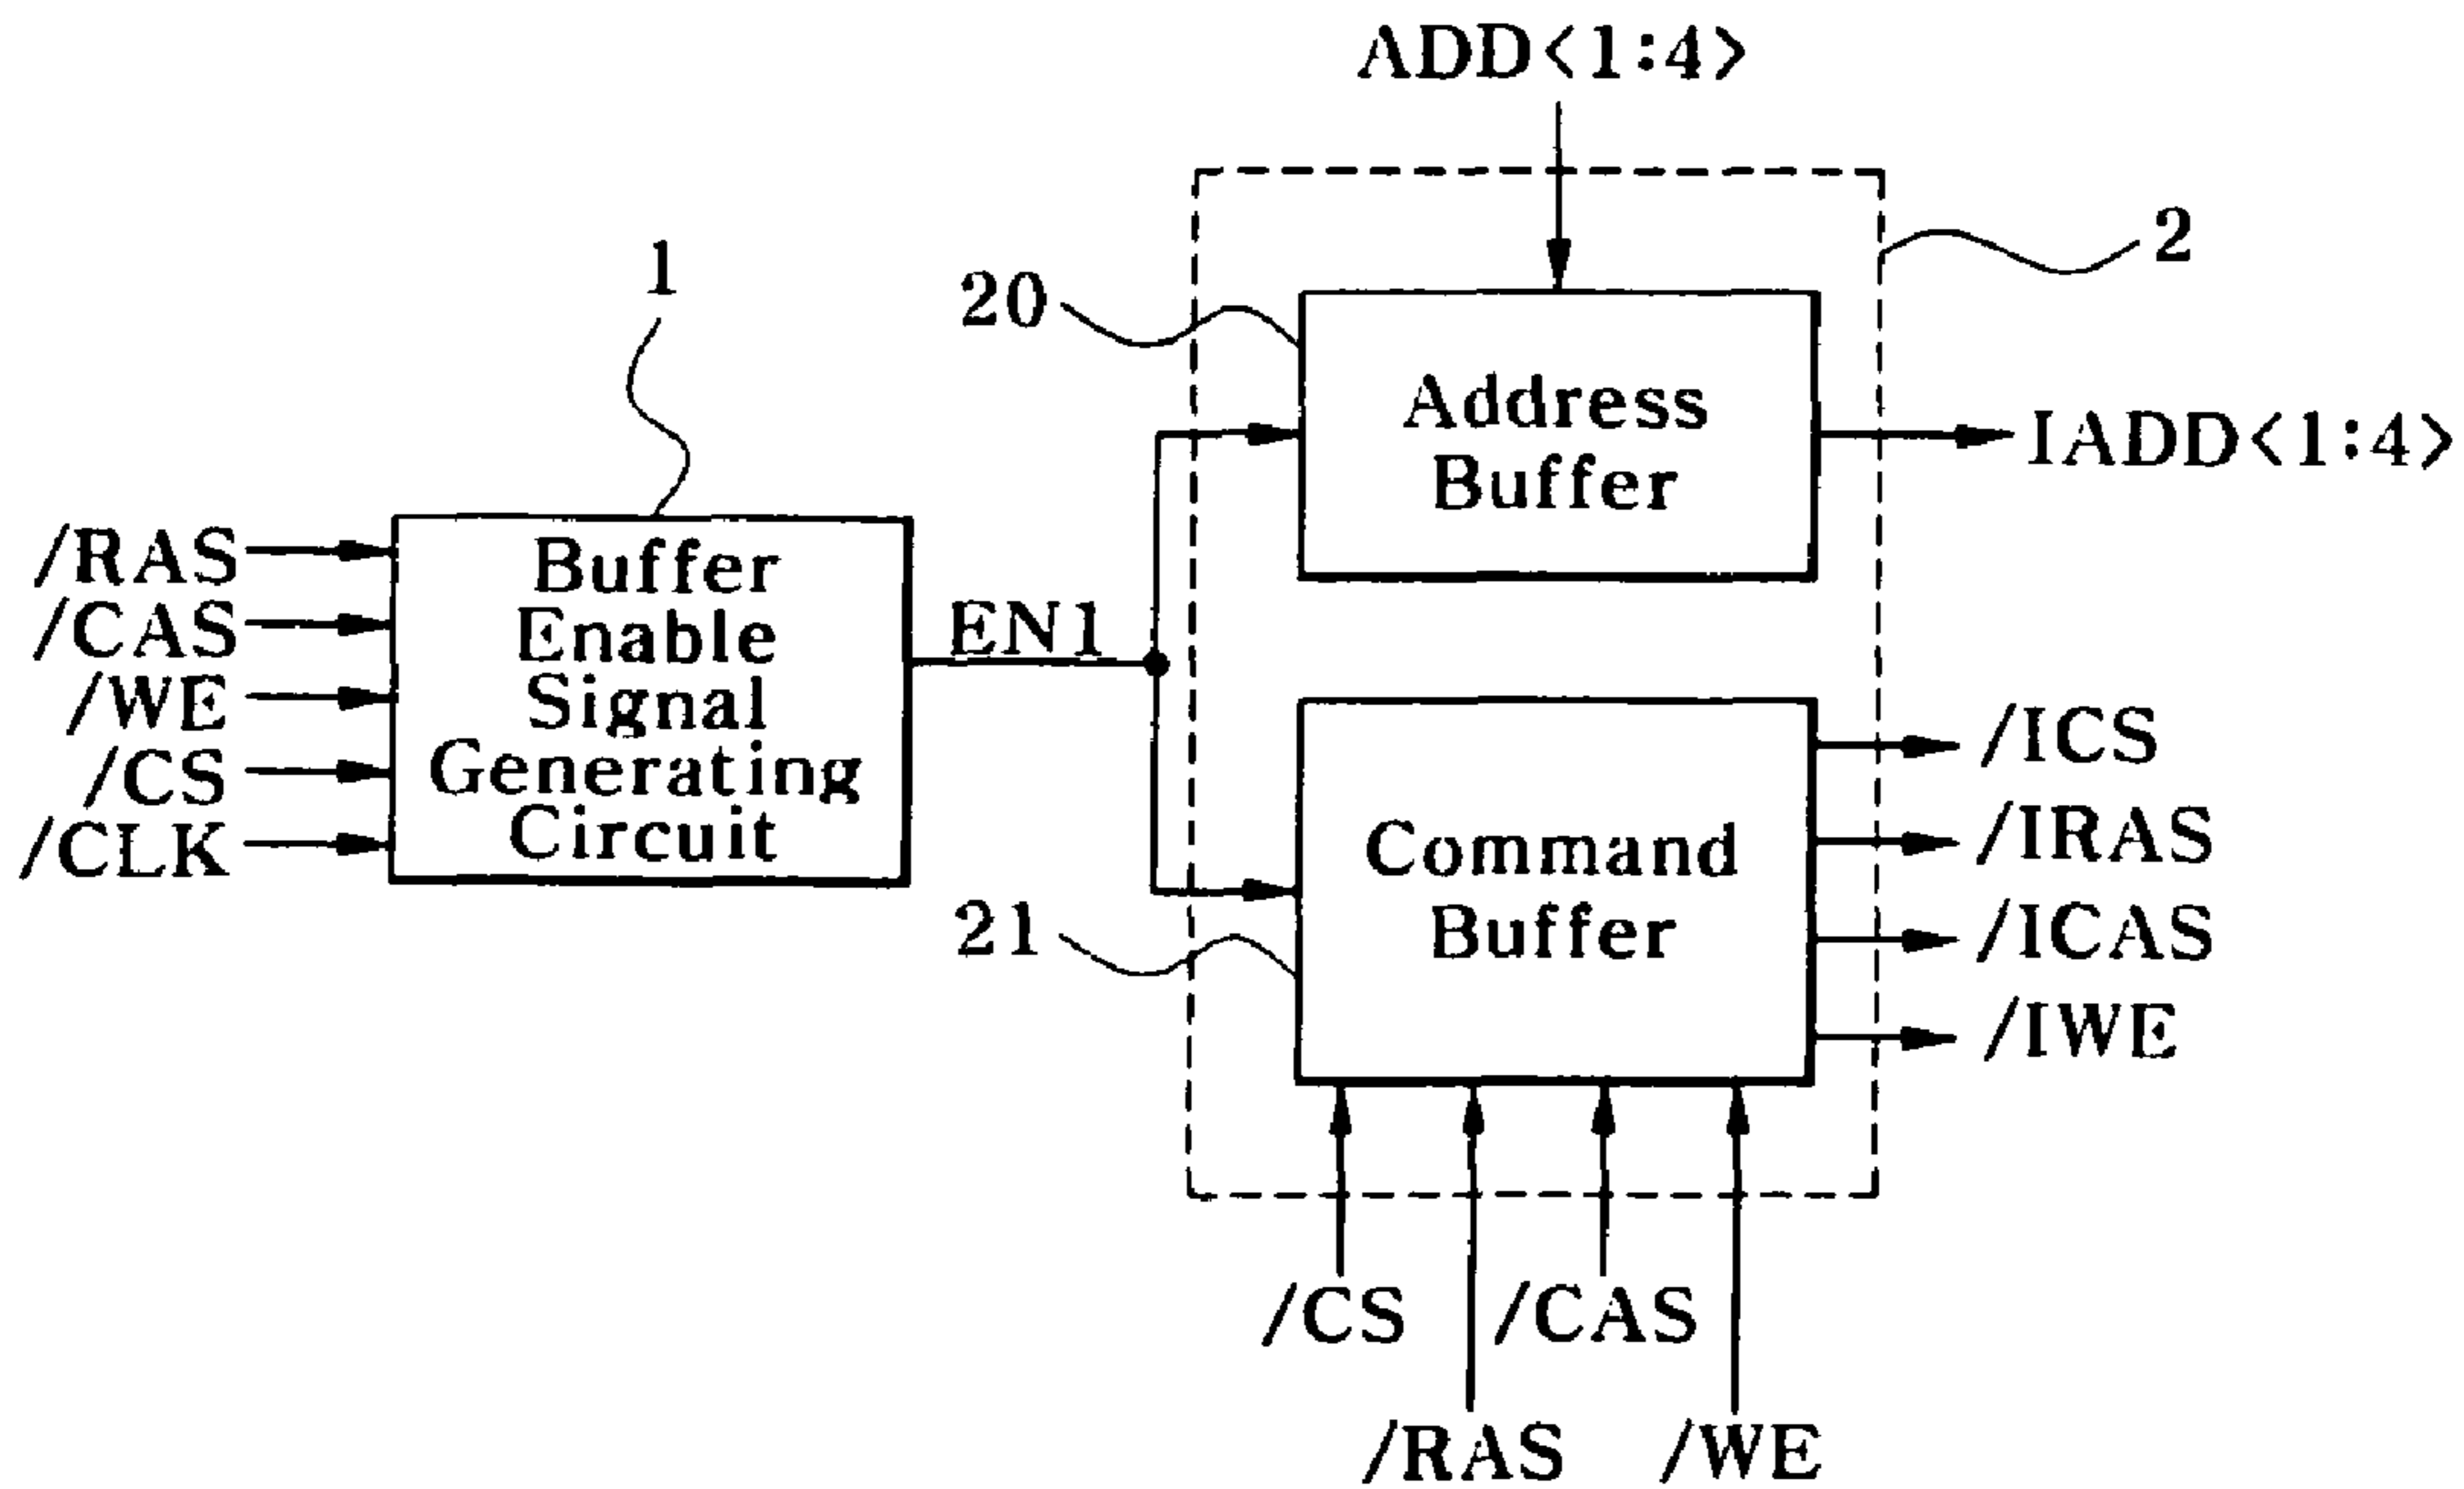 ADD<1:4>
2
1
20
Address
Buffer
IADD<1:4>
/RAS
/CAS
/WE
/CS
/CLK
Buffer
Enable
Signal
Generating
Circuit
EN1
21
Command
Buffer
/ICS
/IRAS
/ICAS
/IWE
/CS
/CAS
/RAS
/WE